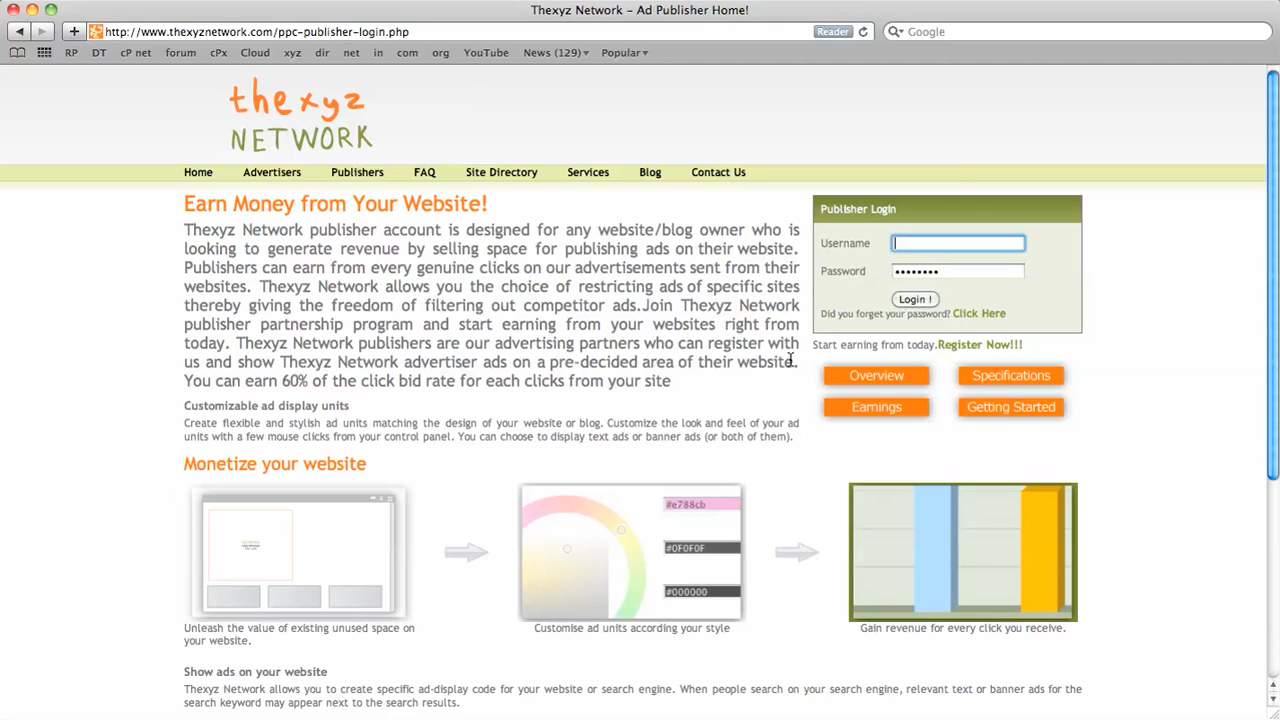 Thexyz Network – Ad Publisher Home!
http://www.thexyznetwork.com/ppc-publisher-login.php
Reader
Google
RP DT cP net forum cPx Cloud xyz dir net in com org YouTube News (129) Popular
thexyz
NETWORK
Home Advertisers Publishers FAQ Site Directory Services Blog Contact Us
Earn Money from Your Website!
Thexyz Network publisher account is designed for any website/blog owner who is
looking to generate revenue by selling space for publishing ads on their website.
Publishers can earn from every genuine clicks on our advertisements sent from their
websites. Thexyz Network allows you the choice of restricting ads of specific sites
thereby giving the freedom of filtering out competitor ads.Join Thexyz Network
publisher partnership program and start earning from your websites right from
today. Thexyz Network publishers are our advertising partners who can register with
us and show Thexyz Network advertiser ads on a pre-decided area of their website.
You can earn 60% of the click bid rate for each clicks from your site
Publisher Login
Username
Password ••••••••
Login !
Did you forget your password? Click Here
Start earning from today.Register Now!!!
Overview Specifications
Earnings Getting Started
Customizable ad display units
Create flexible and stylish ad units matching the design of your website or blog. Customize the look and feel of your ad
units with a few mouse clicks from your control panel. You can choose to display text ads or banner ads (or both of them).
Monetize your website
#e788cb
#0F0F0F
#000000
Unleash the value of existing unused space on
your website.
Customise ad units according your style
Gain revenue for every click you receive.
Show ads on your website
Thexyz Network allows you to create specific ad-display code for your website or search engine. When people search on your search engine, relevant text or banner ads for the
search keyword may appear next to the search results.